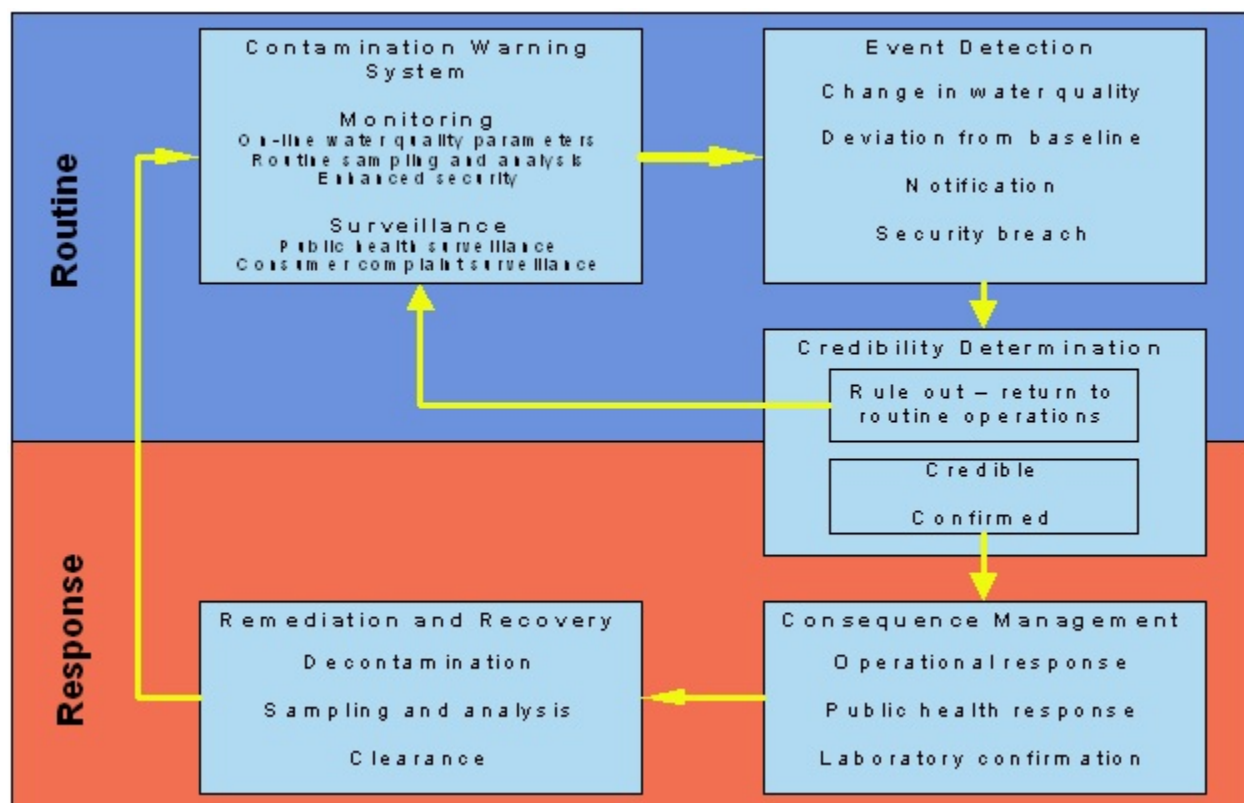 Routine
Contamination Warning
System
Monitoring
On-line water quality parameters
Routine sampling and analysis
Enhanced security
Surveillance
Public health surveillance
Consumer complaint surveillance
Event Detection
Change in water quality
Deviation from baseline
Notification
Security breach
Credibility Determination
Rule out – return to
routine operations
Credible
Confirmed
Response
Consequence Management
Operational response
Public health response
Laboratory confirmation
Remediation and Recovery
Decontamination
Sampling and analysis
Clearance